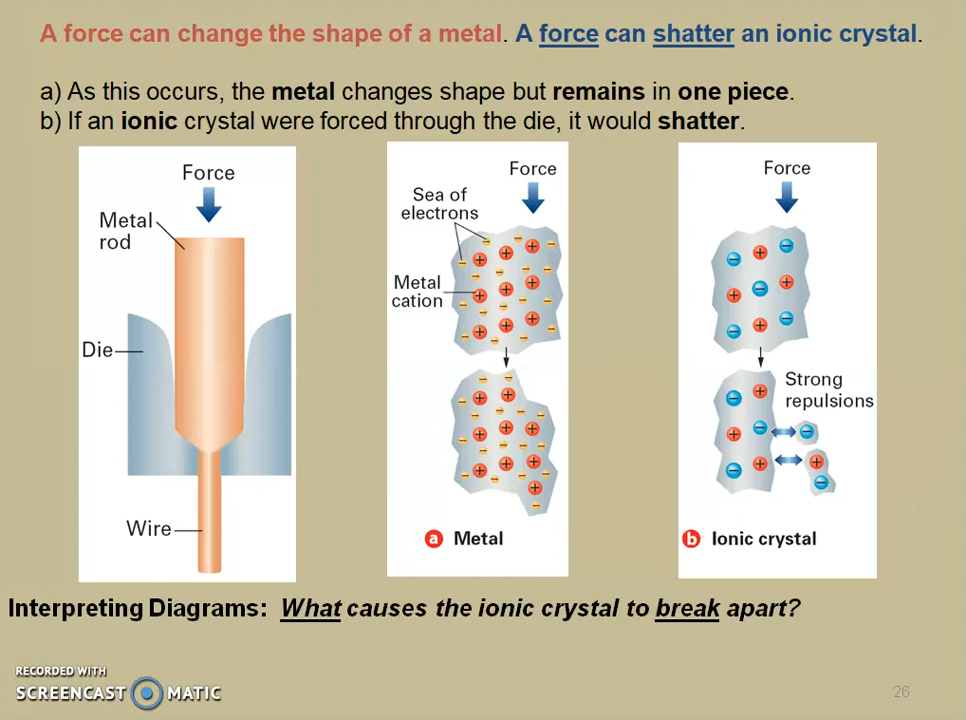 A force can change the shape of a metal. A force can shatter an ionic crystal.
a) As this occurs, the metal changes shape but remains in one piece.
b) If an ionic crystal were forced through the die, it would shatter.
Force
Metal
rod
Die
Wire
Force
Sea of
electrons
Metal
cation
a Metal
Force
Strong
repulsions
b Ionic crystal
Interpreting Diagrams: What causes the ionic crystal to break apart?
RECORDED WITH
SCREENCAST MATIC
26